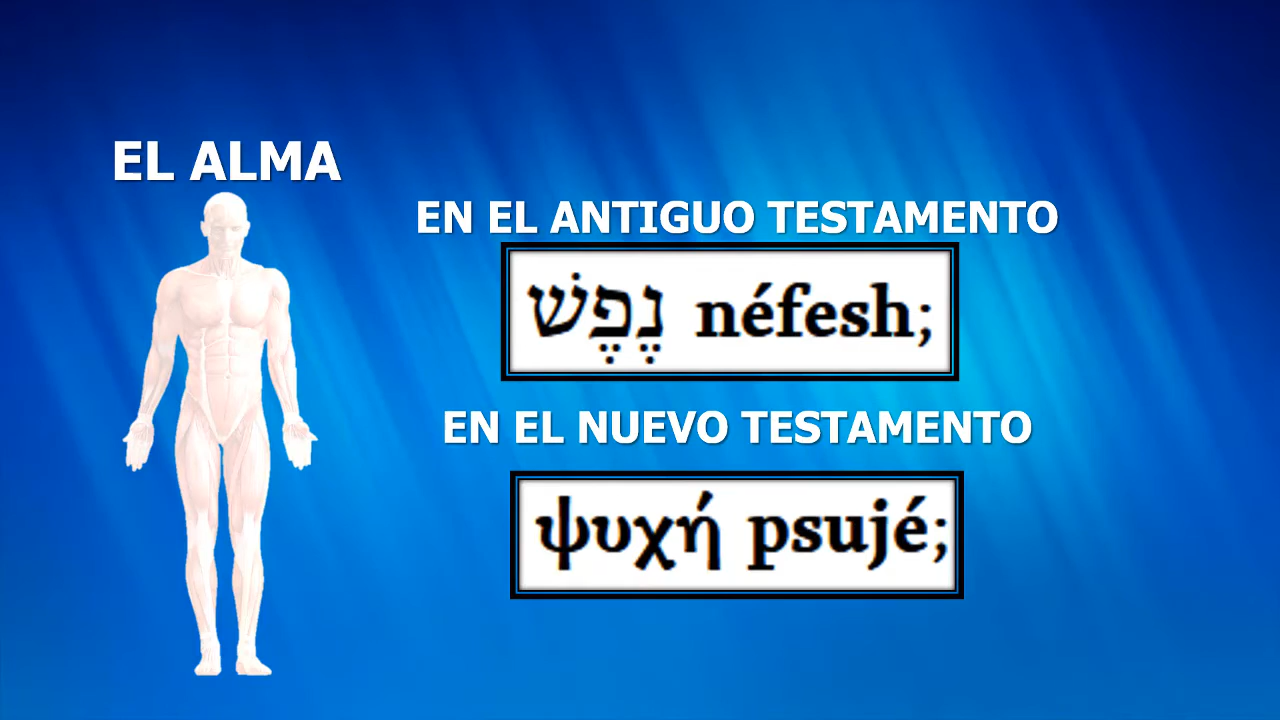 EL ALMA
EN EL ANTIGUO TESTAMENTO
נֶפֶשׁ néfesh;
EN EL NUEVO TESTAMENTO
ψυχή psujé;